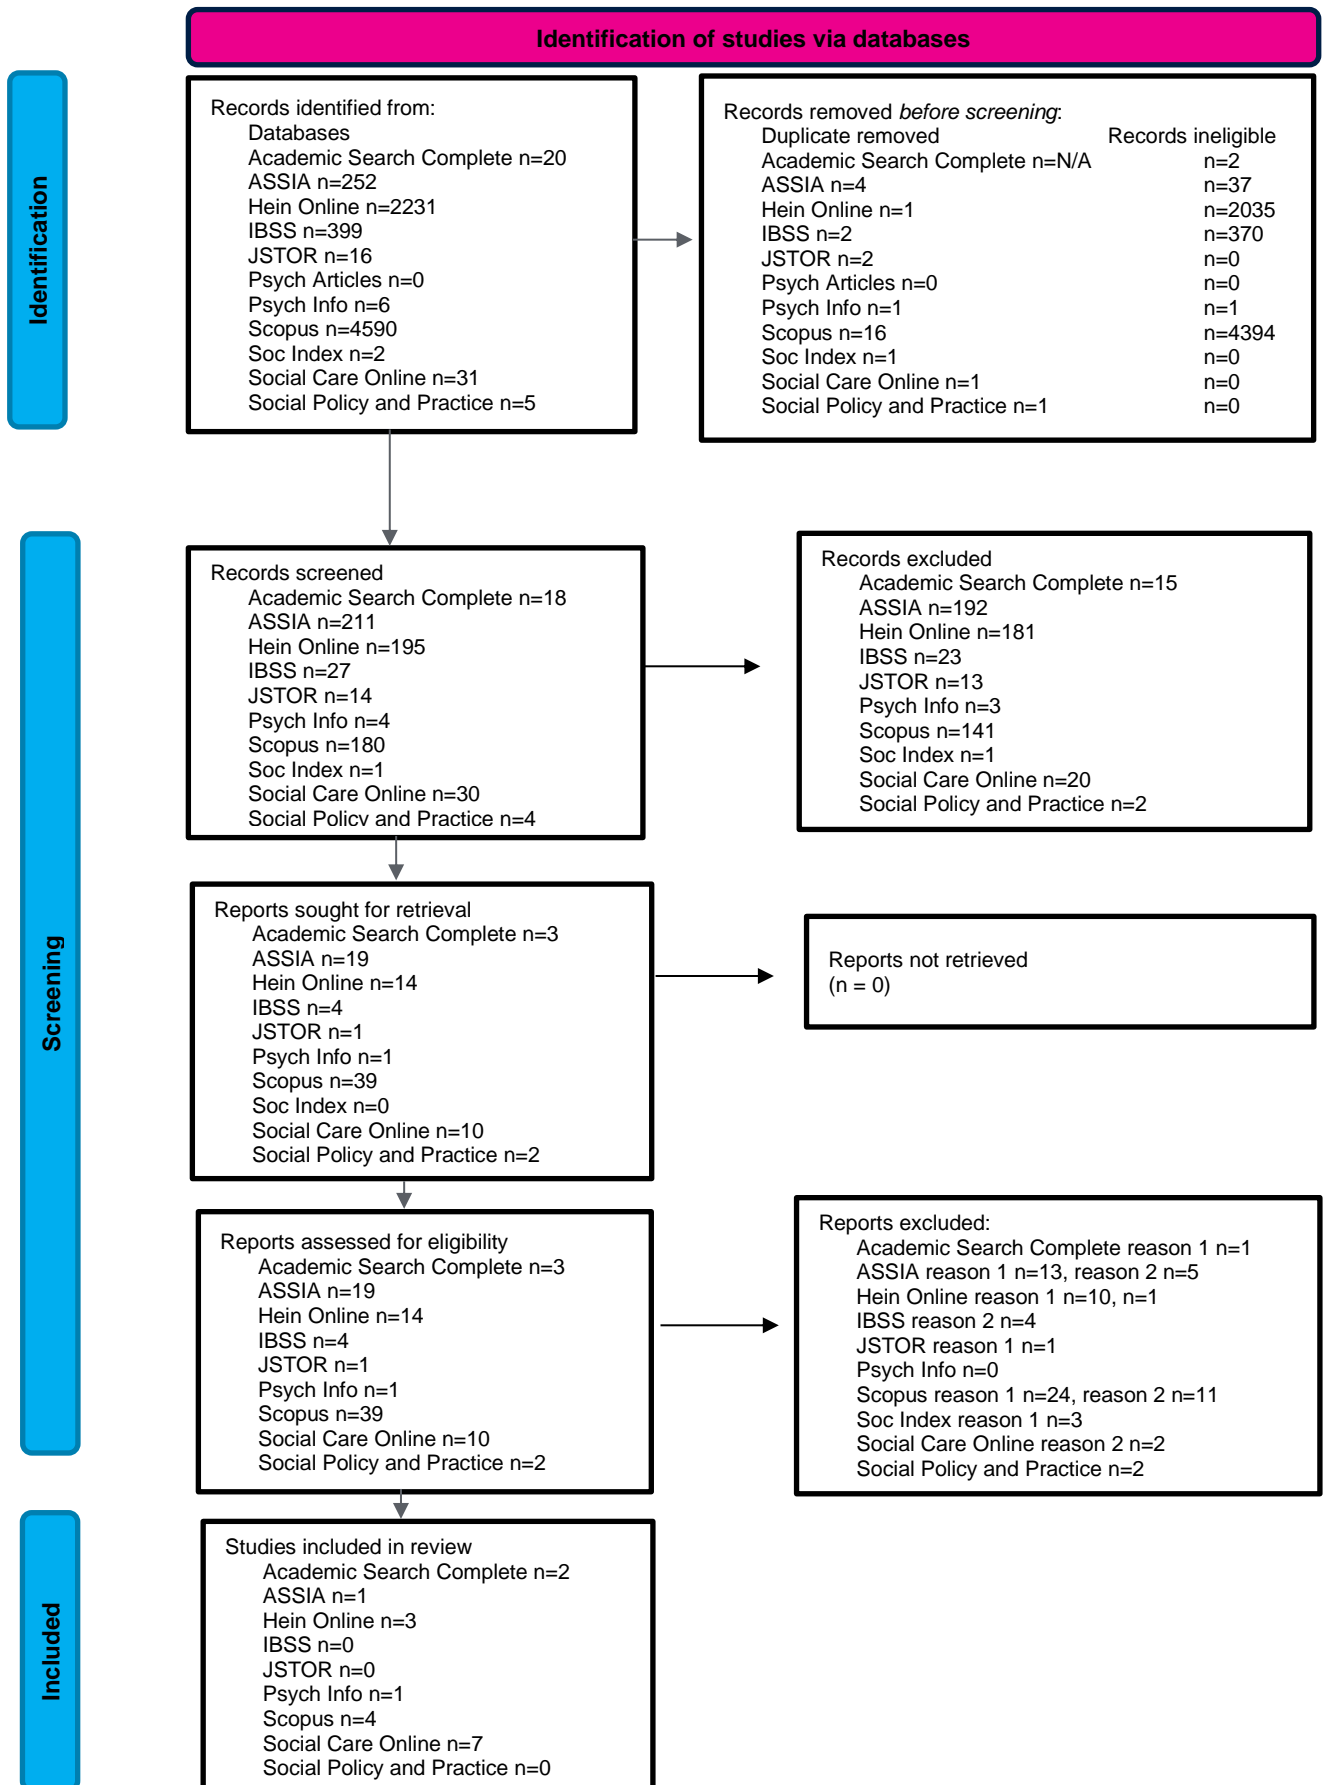 Identification of studies via databases
Identification
Records identified from:
Databases
Academic Search Complete n=20
ASSIA n=252
Hein Online n=2231
IBSS n=399
JSTOR n=16
Psych Articles n=0
Psych Info n=6
Scopus n=4590
Soc Index n=2
Social Care Online n=31
Social Policy and Practice n=5
Records removed before screening:
Duplicate removed Records ineligible
Academic Search Complete n=N/A n=2
ASSIA n=4 n=37
Hein Online n=1 n=2035
IBSS n=2 n=370
JSTOR n=2 n=0
Psych Articles n=0 n=0
Psych Info n=1 n=1
Scopus n=16 n=4394
Soc Index n=1 n=0
Social Care Online n=1 n=0
Social Policy and Practice n=1 n=0
Screening
Records screened
Academic Search Complete n=18
ASSIA n=211
Hein Online n=195
IBSS n=27
JSTOR n=14
Psych Info n=4
Scopus n=180
Soc Index n=1
Social Care Online n=30
Social Policy and Practice n=4
Records excluded
Academic Search Complete n=15
ASSIA n=192
Hein Online n=181
IBSS n=23
JSTOR n=13
Psych Info n=3
Scopus n=141
Soc Index n=1
Social Care Online n=20
Social Policy and Practice n=2
Reports sought for retrieval
Academic Search Complete n=3
ASSIA n=19
Hein Online n=14
IBSS n=4
JSTOR n=1
Psych Info n=1
Scopus n=39
Soc Index n=0
Social Care Online n=10
Social Policy and Practice n=2
Reports not retrieved
(n = 0)
Reports assessed for eligibility
Academic Search Complete n=3
ASSIA n=19
Hein Online n=14
IBSS n=4
JSTOR n=1
Psych Info n=1
Scopus n=39
Social Care Online n=10
Social Policy and Practice n=2
Reports excluded:
Academic Search Complete reason 1 n=1
ASSIA reason 1 n=13, reason 2 n=5
Hein Online reason 1 n=10, n=1
IBSS reason 2 n=4
JSTOR reason 1 n=1
Psych Info n=0
Scopus reason 1 n=24, reason 2 n=11
Soc Index reason 1 n=3
Social Care Online reason 2 n=2
Social Policy and Practice n=2
Included
Studies included in review
Academic Search Complete n=2
ASSIA n=1
Hein Online n=3
IBSS n=0
JSTOR n=0
Psych Info n=1
Scopus n=4
Social Care Online n=7
Social Policy and Practice n=0